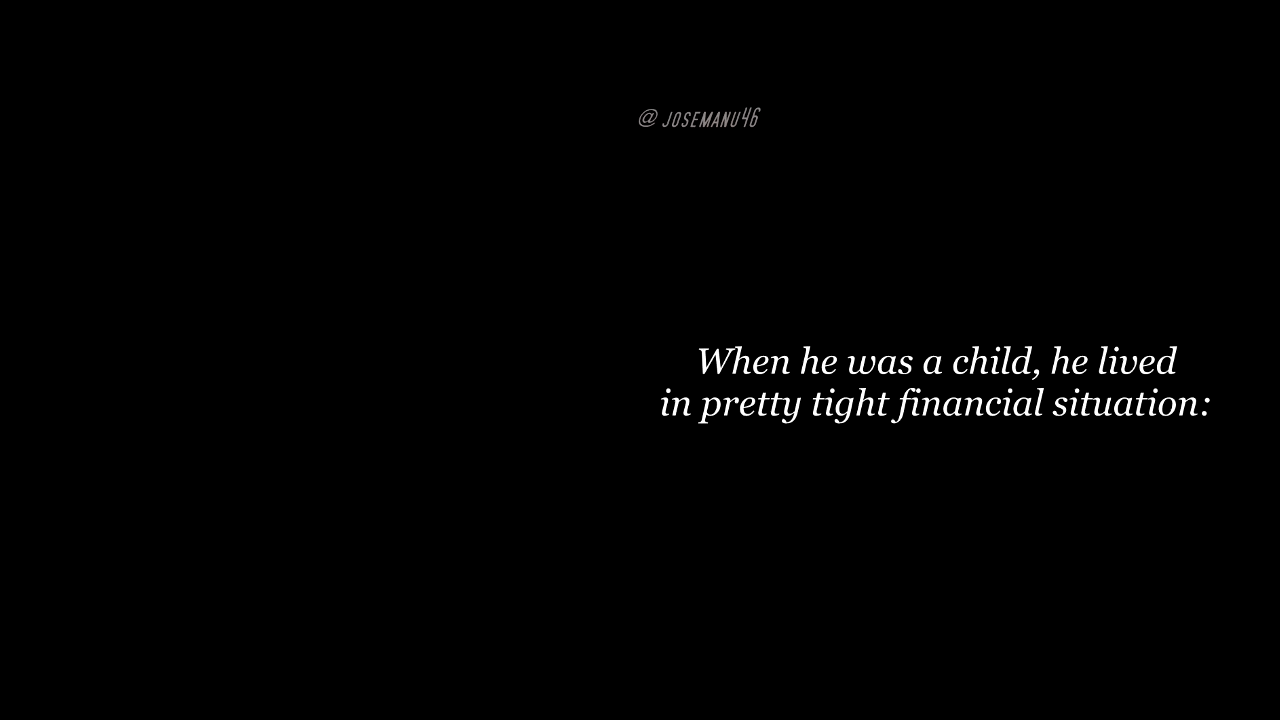 @JOSEMANU46
When he was a child, he lived
in pretty tight financial situation: